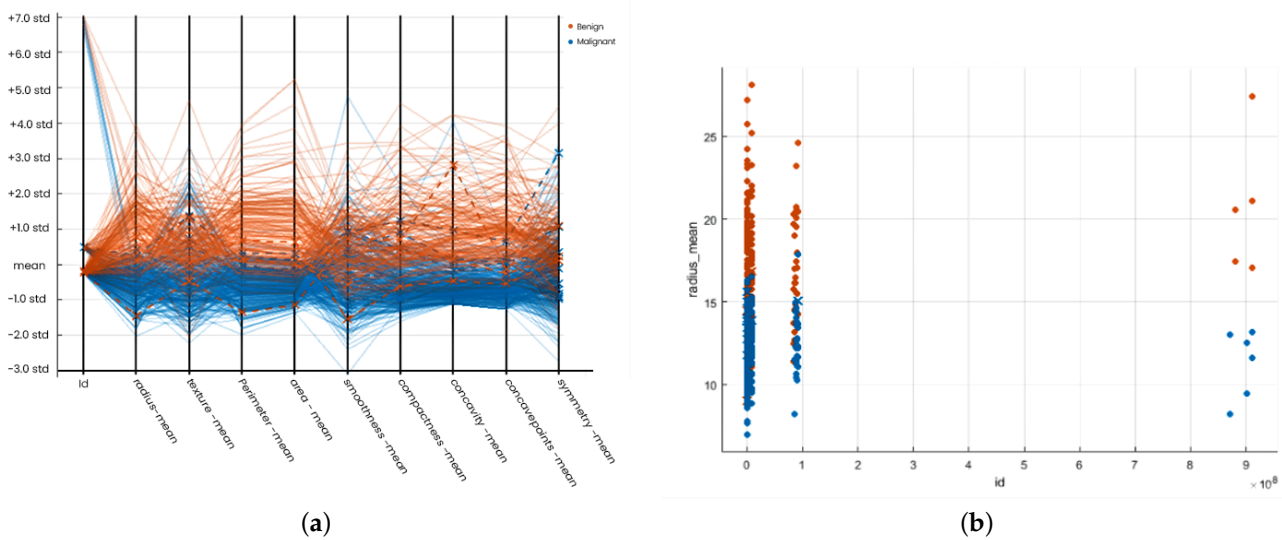 +7.0 std
+6.0 std
+5.0 std
+4.0 std
+3.0 std
+2.0 std
+1.0 std
mean
-1.0 std
-2.0 std
-3.0 std
Id
radius-mean
texture -mean
Perimeter -mean
area - mean
smoothness -mean
compactness -mean
concavity -mean
concavepoints -mean
symmetry -mean
Benign
Malignant
(a)
radius_mean
25
20
15
10
0 1 2 3 4 5 6 7 8 9
id
×10⁸
(b)